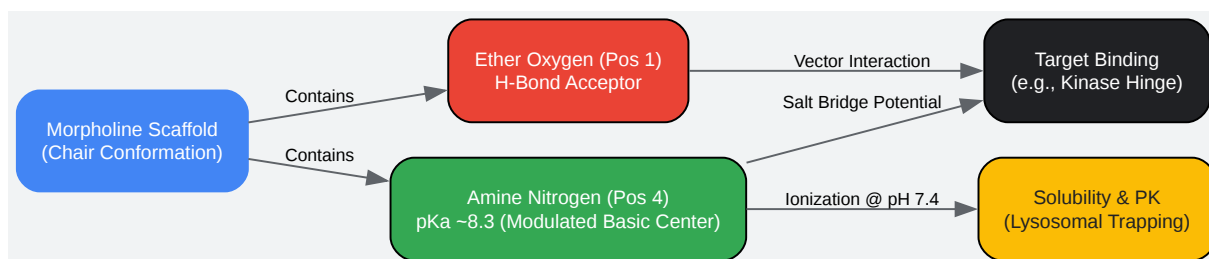 Morpholine Scaffold
(Chair Conformation)
Contains
Contains
Ether Oxygen (Pos 1)
H-Bond Acceptor
Amine Nitrogen (Pos 4)
pKa ~8.3 (Modulated Basic Center)
Vector Interaction
Salt Bridge Potential
Ionization @ pH 7.4
Target Binding
(e.g., Kinase Hinge)
Solubility & PK
(Lysosomal Trapping)